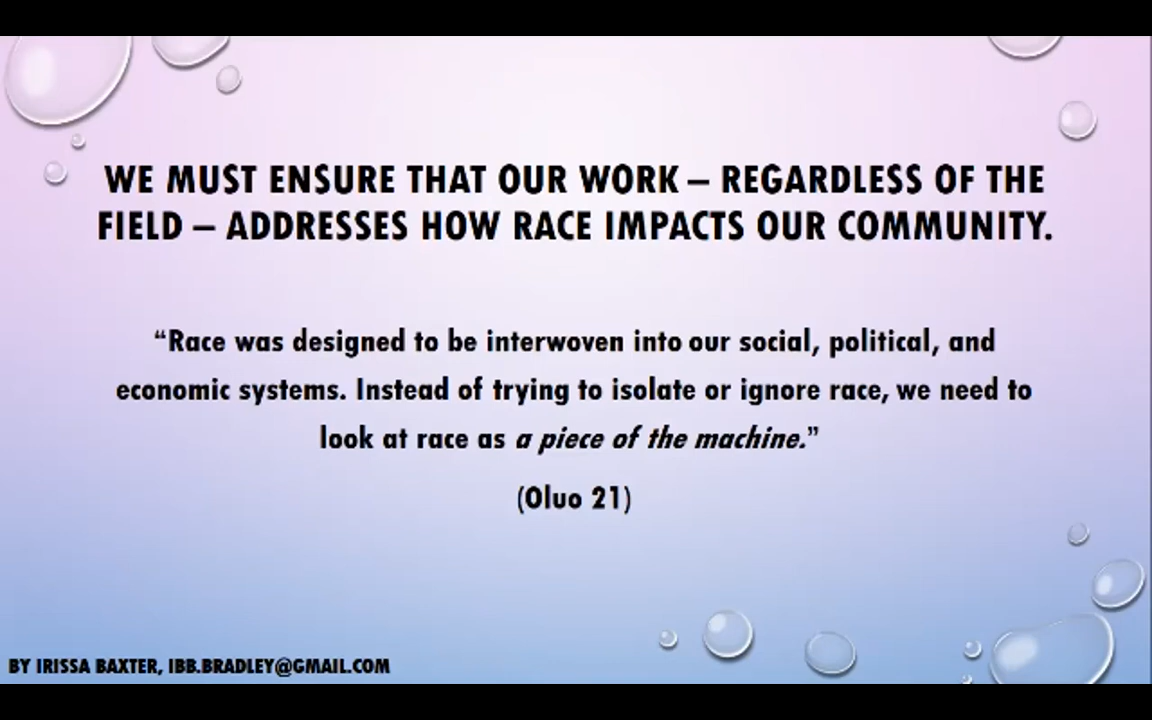 WE MUST ENSURE THAT OUR WORK – REGARDLESS OF THE
FIELD – ADDRESSES HOW RACE IMPACTS OUR COMMUNITY.
“Race was designed to be interwoven into our social, political, and
economic systems. Instead of trying to isolate or ignore race, we need to
look at race as a piece of the machine.”
(Oluo 21)
BY IRISSA BAXTER, IBB.BRADLEY@GMAIL.COM